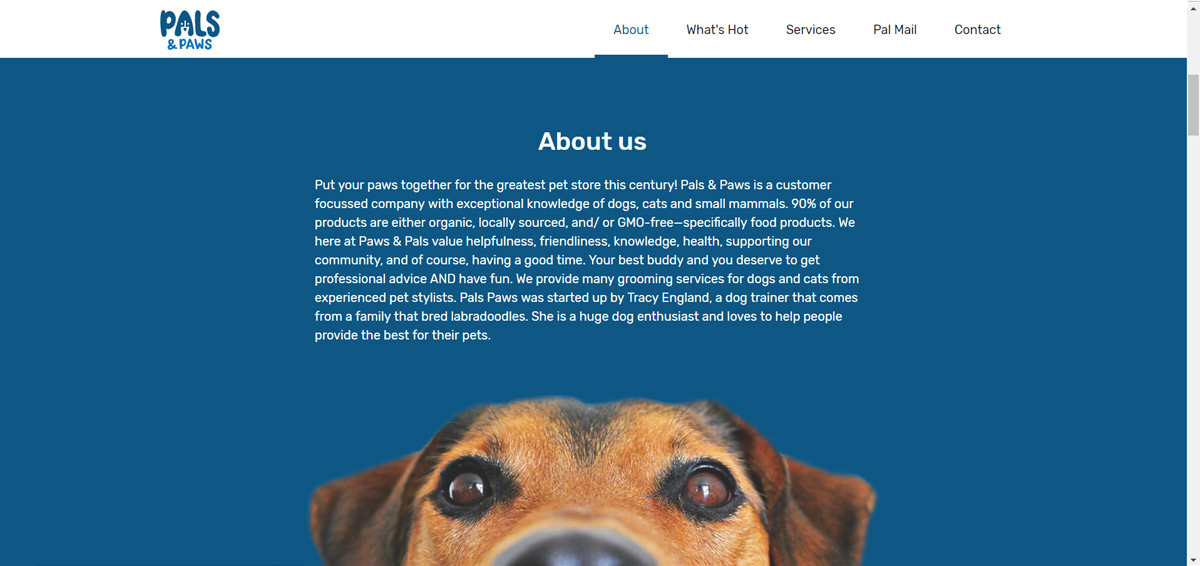 PALS
& PAWS
About What's Hot Services Pal Mail Contact
About us
Put your paws together for the greatest pet store this century! Pals & Paws is a customer
focussed company with exceptional knowledge of dogs, cats and small mammals. 90% of our
products are either organic, locally sourced, and/ or GMO-free—specifically food products. We
here at Paws & Pals value helpfulness, friendliness, knowledge, health, supporting our
community, and of course, having a good time. Your best buddy and you deserve to get
professional advice AND have fun. We provide many grooming services for dogs and cats from
experienced pet stylists. Pals Paws was started up by Tracy England, a dog trainer that comes
from a family that bred labradoodles. She is a huge dog enthusiast and loves to help people
provide the best for their pets.